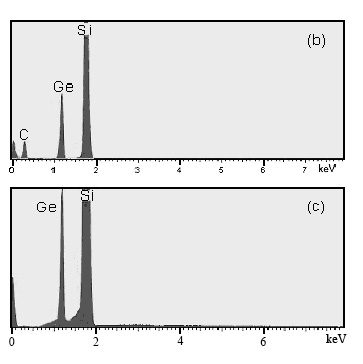 Si
(b)
Ge
C
0 1 2 3 4 5 6 7 keV
Si
Ge (c)
0 2 4 6 keV